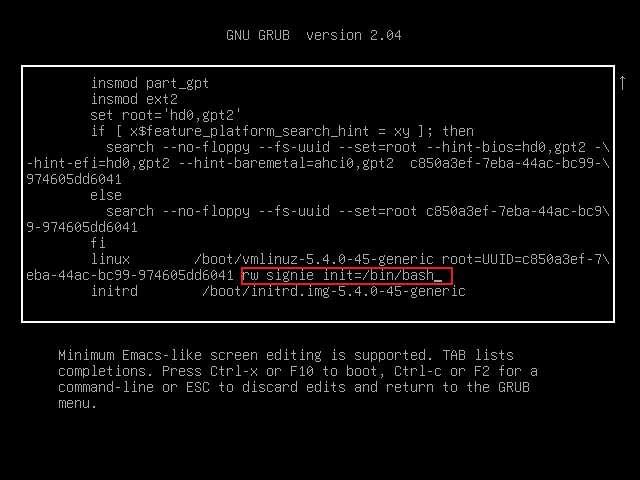 GNU GRUB version 2.04
insmod part_gpt
insmod ext2
set root='hd0,gpt2'
if [ x$feature_platform_search_hint = xy ]; then
search --no-floppy --fs-uuid --set=root --hint-bios=hd0,gpt2 -\
-hint-efi=hd0,gpt2 --hint-baremetal=ahci0,gpt2 c850a3ef-7eba-44ac-bc99-\
974605dd6041
else
search --no-floppy --fs-uuid --set=root c850a3ef-7eba-44ac-bc9\
9-974605dd6041
fi
linux /boot/vmlinuz-5.4.0-45-generic root=UUID=c850a3ef-7\
eba-44ac-bc99-974605dd6041 rw signie init=/bin/bash_
initrd /boot/initrd.img-5.4.0-45-generic
↑
Minimum Emacs-like screen editing is supported. TAB lists
completions. Press Ctrl-x or F10 to boot, Ctrl-c or F2 for a
command-line or ESC to discard edits and return to the GRUB
menu.